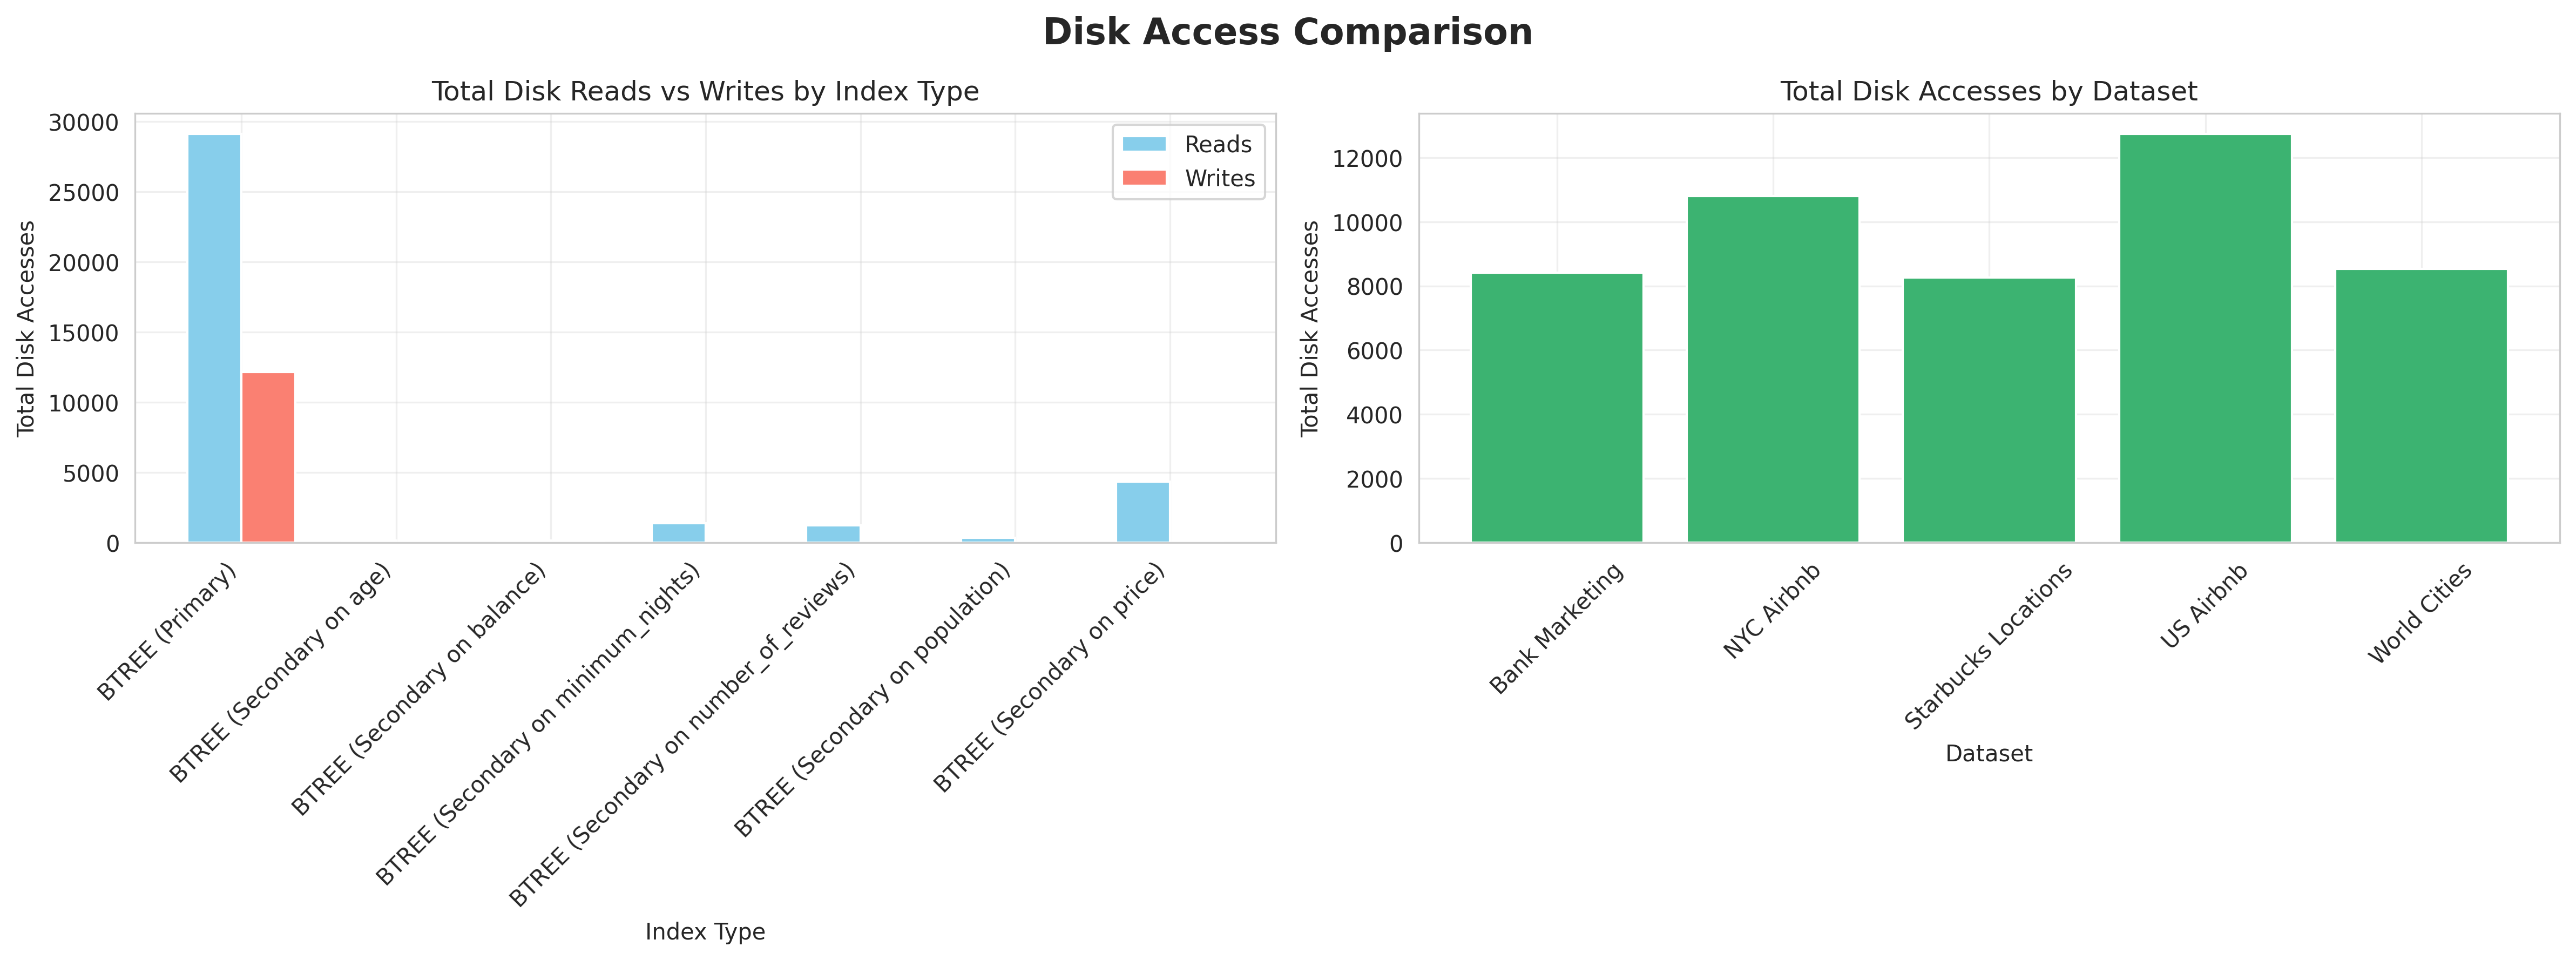 Disk Access Comparison
Total Disk Reads vs Writes by Index Type
Total Disk Accesses
30000
25000
20000
15000
10000
5000
0
Reads
Writes
BTREE (Primary)
BTREE (Secondary on age)
BTREE (Secondary on balance)
BTREE (Secondary on minimum_nights)
BTREE (Secondary on number_of_reviews)
BTREE (Secondary on population)
BTREE (Secondary on price)
Index Type
Total Disk Accesses by Dataset
Total Disk Accesses
12000
10000
8000
6000
4000
2000
0
Bank Marketing
NYC Airbnb
Starbucks Locations
US Airbnb
World Cities
Dataset